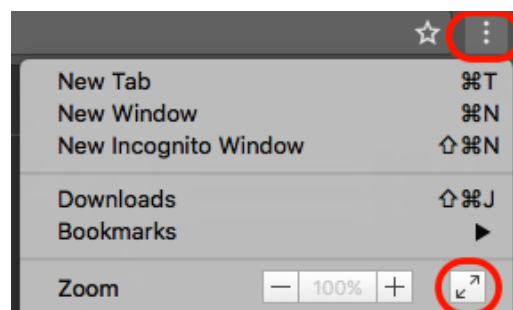 New Tab ⌘T
New Window ⌘N
New Incognito Window ⇧⌘N
Downloads ⇧⌘J
Bookmarks ▶
Zoom — 100% +